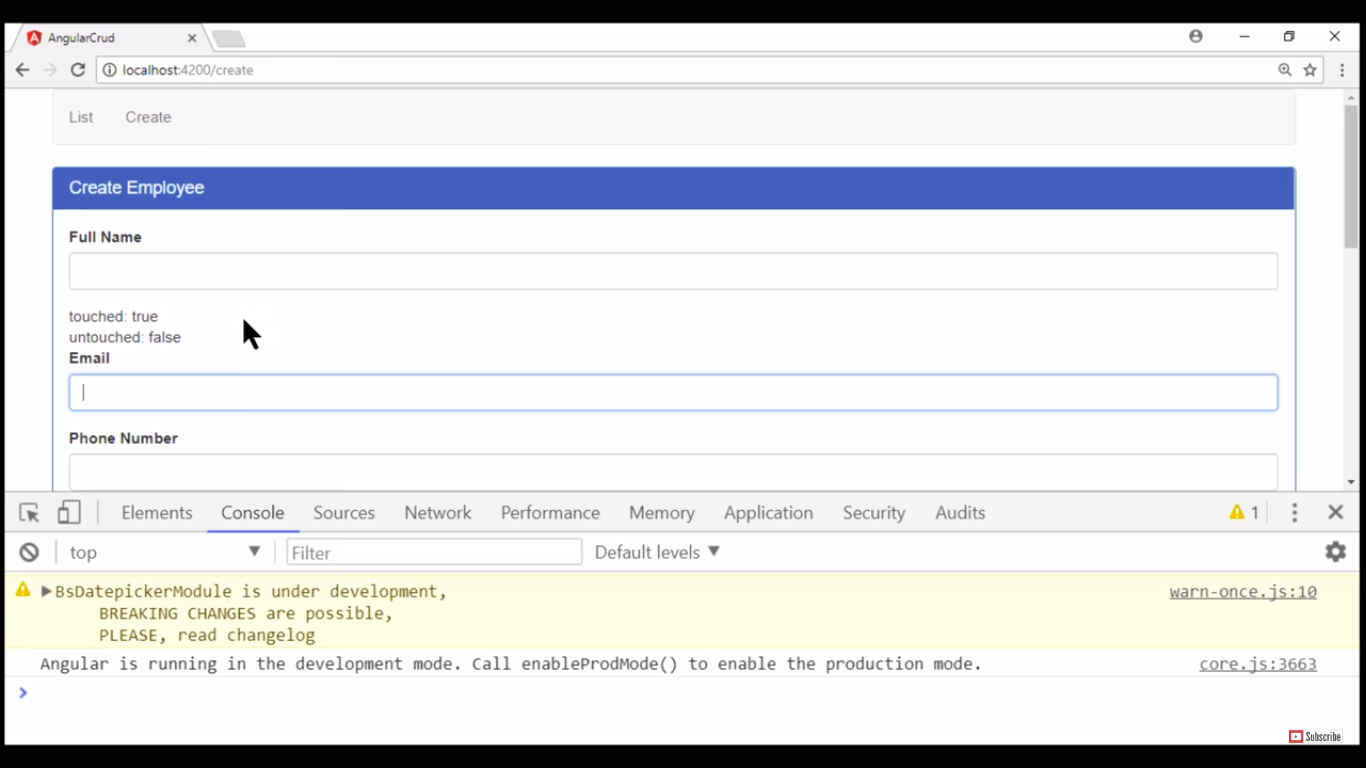 AngularCrud
localhost:4200/create
List Create
Create Employee
Full Name
touched: true
untouched: false
Email
Phone Number
Elements Console Sources Network Performance Memory Application Security Audits 1
top Filter Default levels
BsDatepickerModule is under development, warn-once.js:10
BREAKING CHANGES are possible,
PLEASE, read changelog
Angular is running in the development mode. Call enableProdMode() to enable the production mode. core.js:3663
Subscribe